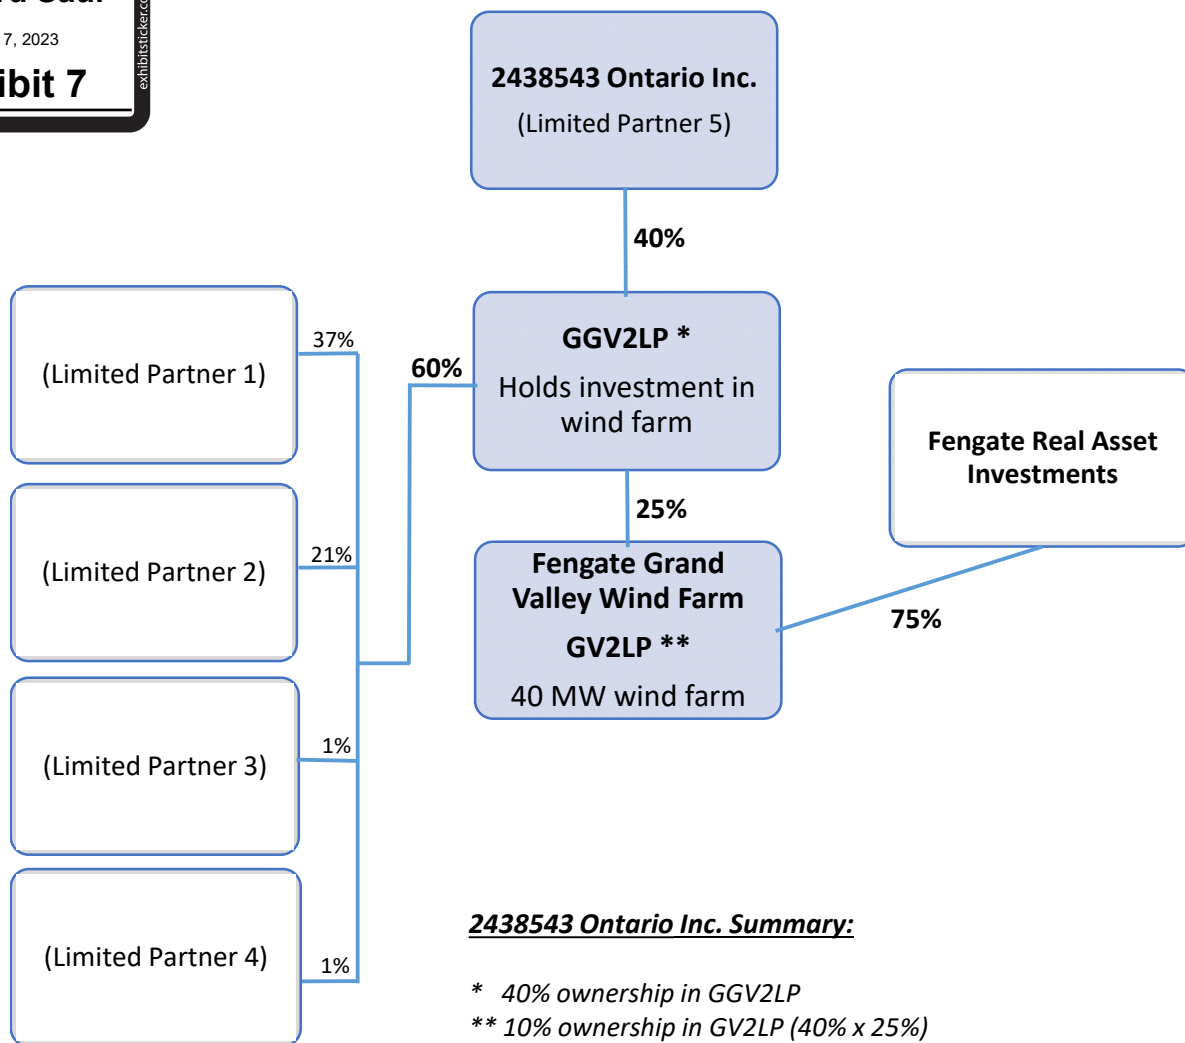 7, 2023
exhibitsticker.co
2438543 Ontario Inc.
(Limited Partner 5)
40%
(Limited Partner 1)
37%
60%
GGV2LP *
Holds investment in
wind farm
Fengate Real Asset
Investments
25%
(Limited Partner 2)
21%
Fengate Grand
Valley Wind Farm
GV2LP **
40 MW wind farm
75%
(Limited Partner 3)
1%
(Limited Partner 4)
1%
2438543 Ontario Inc. Summary:
* 40% ownership in GGV2LP
** 10% ownership in GV2LP (40% x 25%)
ibit 7